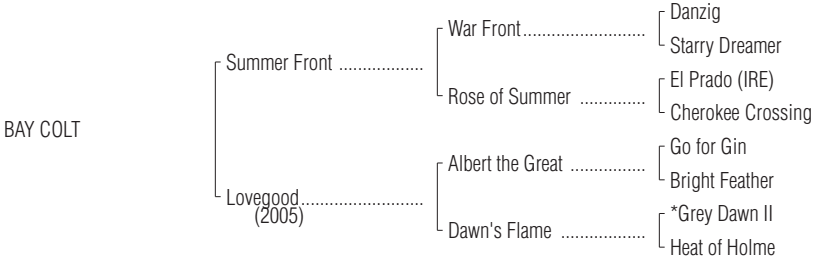 Danzig
War Front..........................
Starry Dreamer
Summer Front ..................
El Prado (IRE)
Rose of Summer ..............
Cherokee Crossing
BAY COLT
Go for Gin
Albert the Great ................
Bright Feather
Lovegood..........................
(2005)
*Grey Dawn II
Dawn's Flame ..................
Heat of Holme